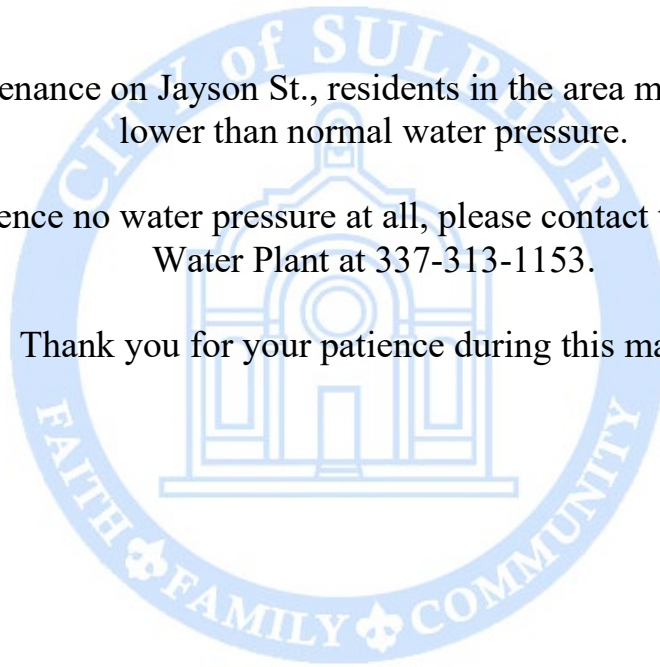 CITY of SULPHUR
enance on Jayson St., residents in the area m
lower than normal water pressure.
ence no water pressure at all, please contact
Water Plant at 337-313-1153.
Thank you for your patience during this ma
FAITH FAMILY COMMUNITY